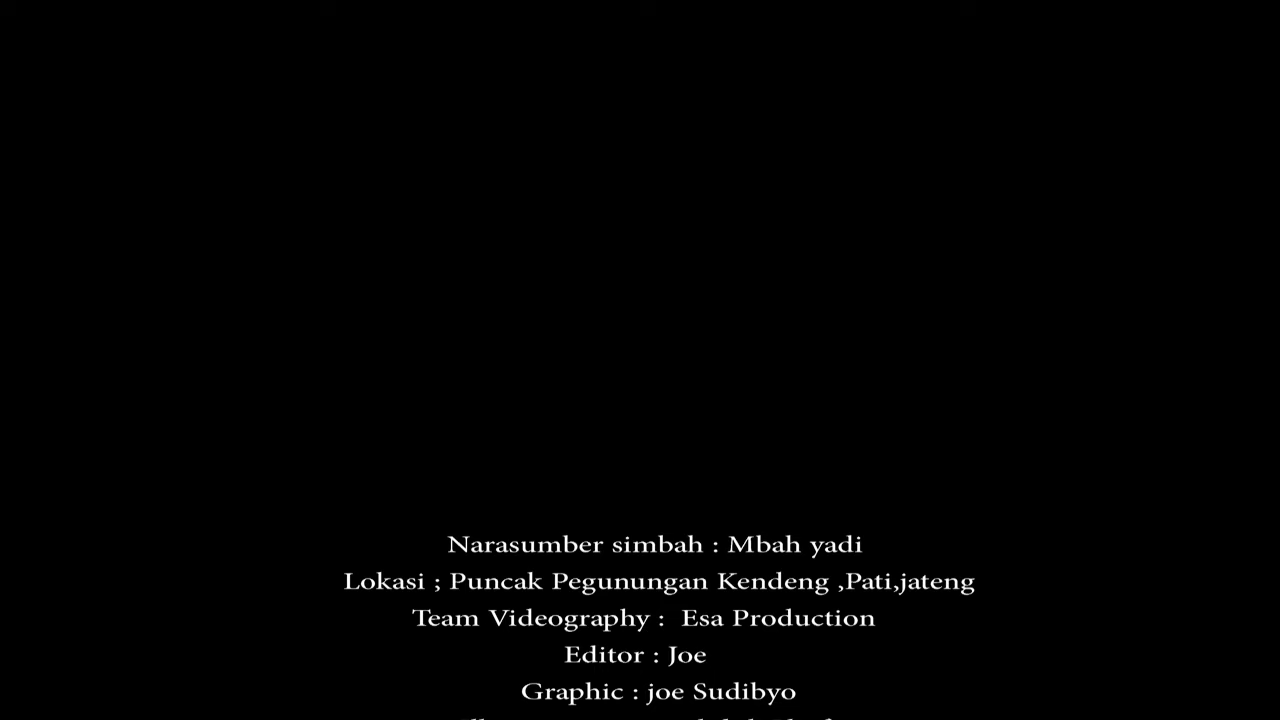 Narasumber simbah : Mbah yadi
Lokasi ; Puncak Pegunungan Kendeng ,Pati,jateng
Team Videography :  Esa Production
Editor : Joe
Graphic : joe Sudibyo